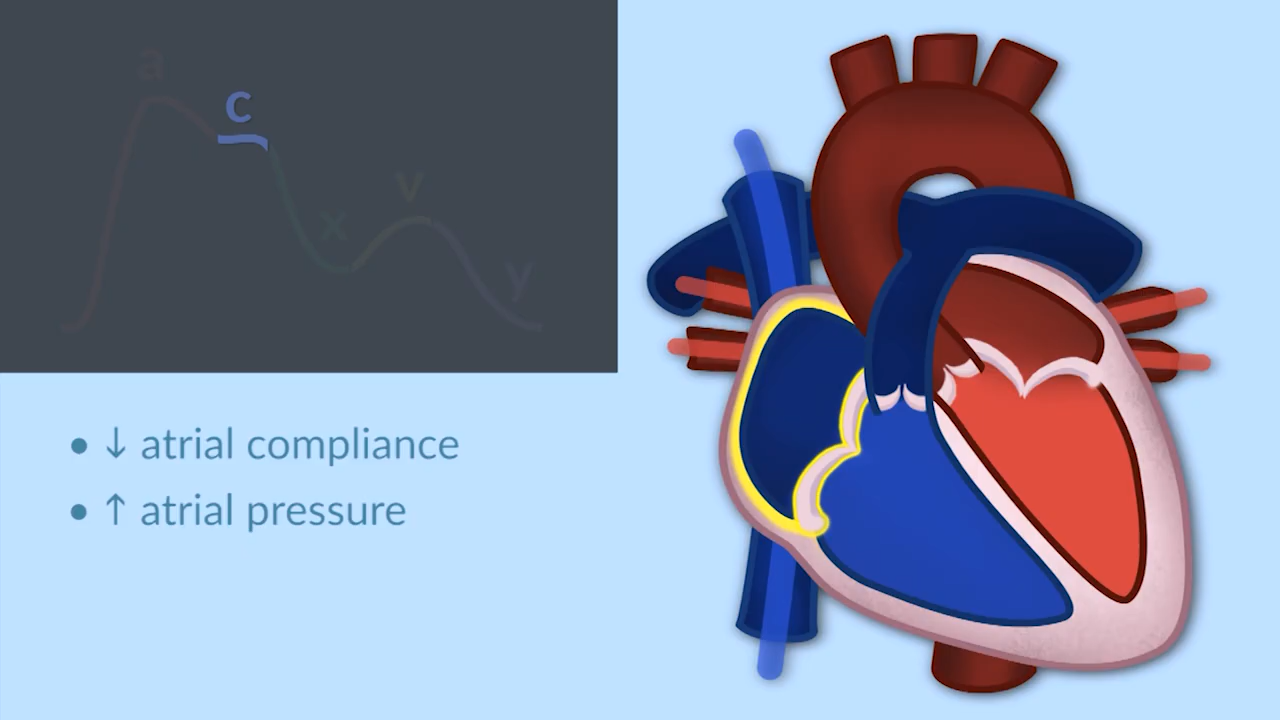 a
c
x
v
y
• ↓ atrial compliance
• ↑ atrial pressure